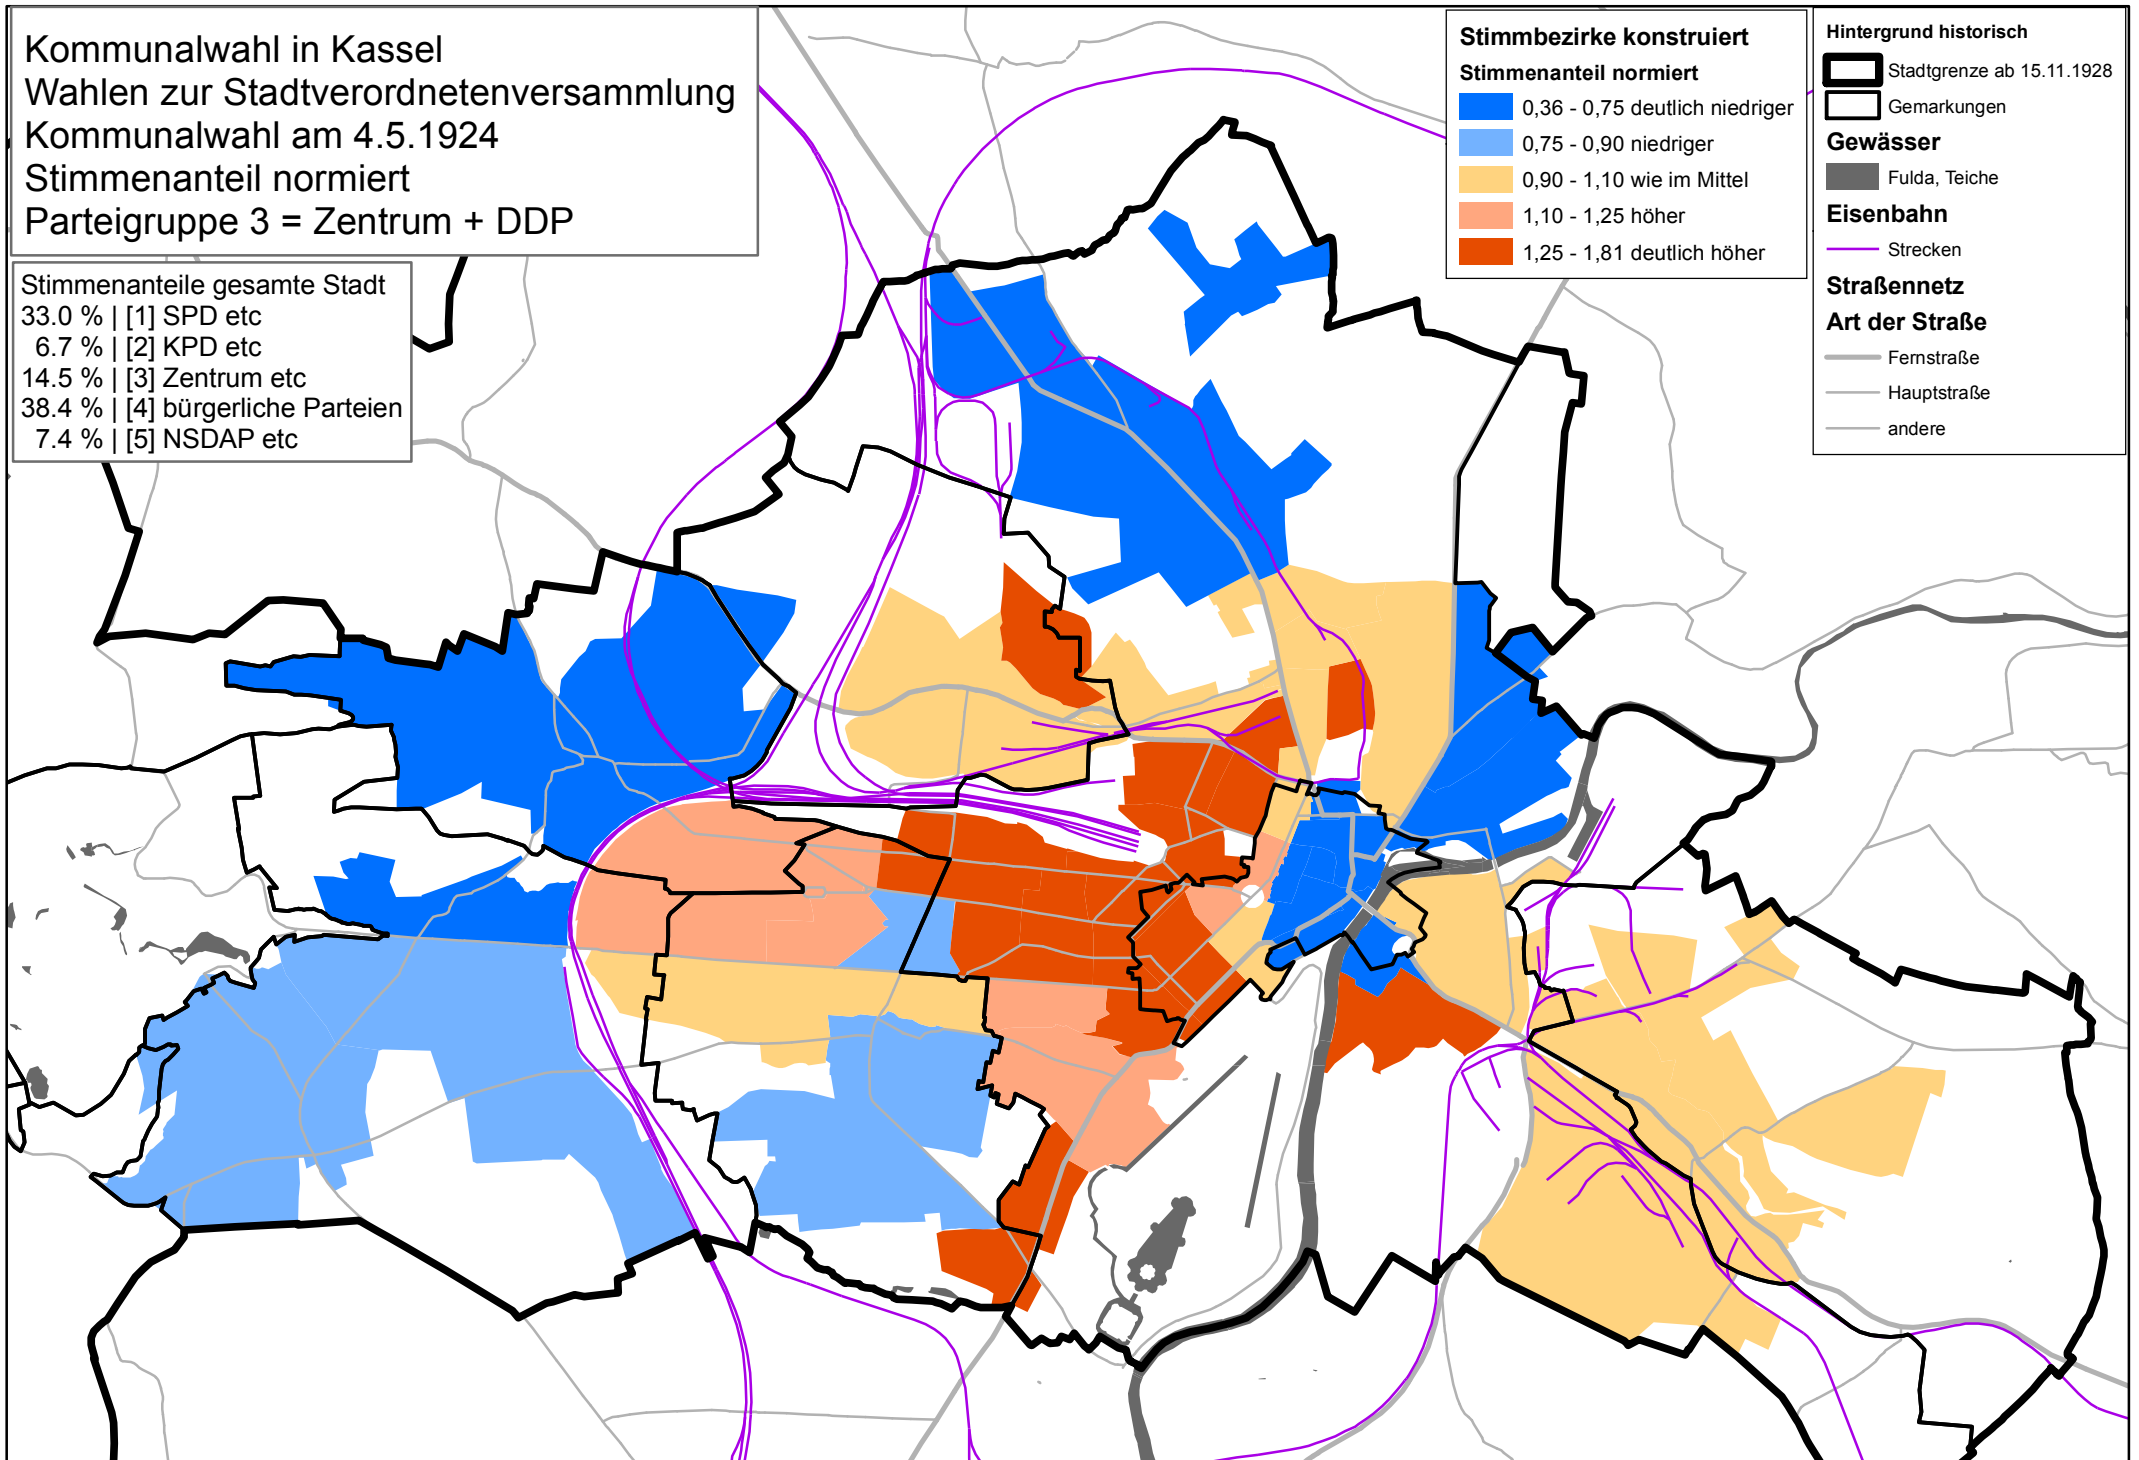 Kommunalwahl in Kassel
Wahlen zur Stadtverordnetenversammlung
Kommunalwahl am 4.5.1924
Stimmenanteil normiert
Parteigruppe 3 = Zentrum + DDP
Stimmenanteile gesamte Stadt
33.0 % | [1] SPD etc
6.7 % | [2] KPD etc
14.5 % | [3] Zentrum etc
38.4 % | [4] bürgerliche Parteien
7.4 % | [5] NSDAP etc
Stimmbezirke konstruiert
Stimmenanteil normiert
0,36 - 0,75 deutlich niedriger
0,75 - 0,90 niedriger
0,90 - 1,10 wie im Mittel
1,10 - 1,25 höher
1,25 - 1,81 deutlich höher
Hintergrund historisch
Stadtgrenze ab 15.11.1928
Gemarkungen
Gewässer
Fulda, Teiche
Eisenbahn
Strecken
Straßennetz
Art der Straße
Fernstraße
Hauptstraße
andere